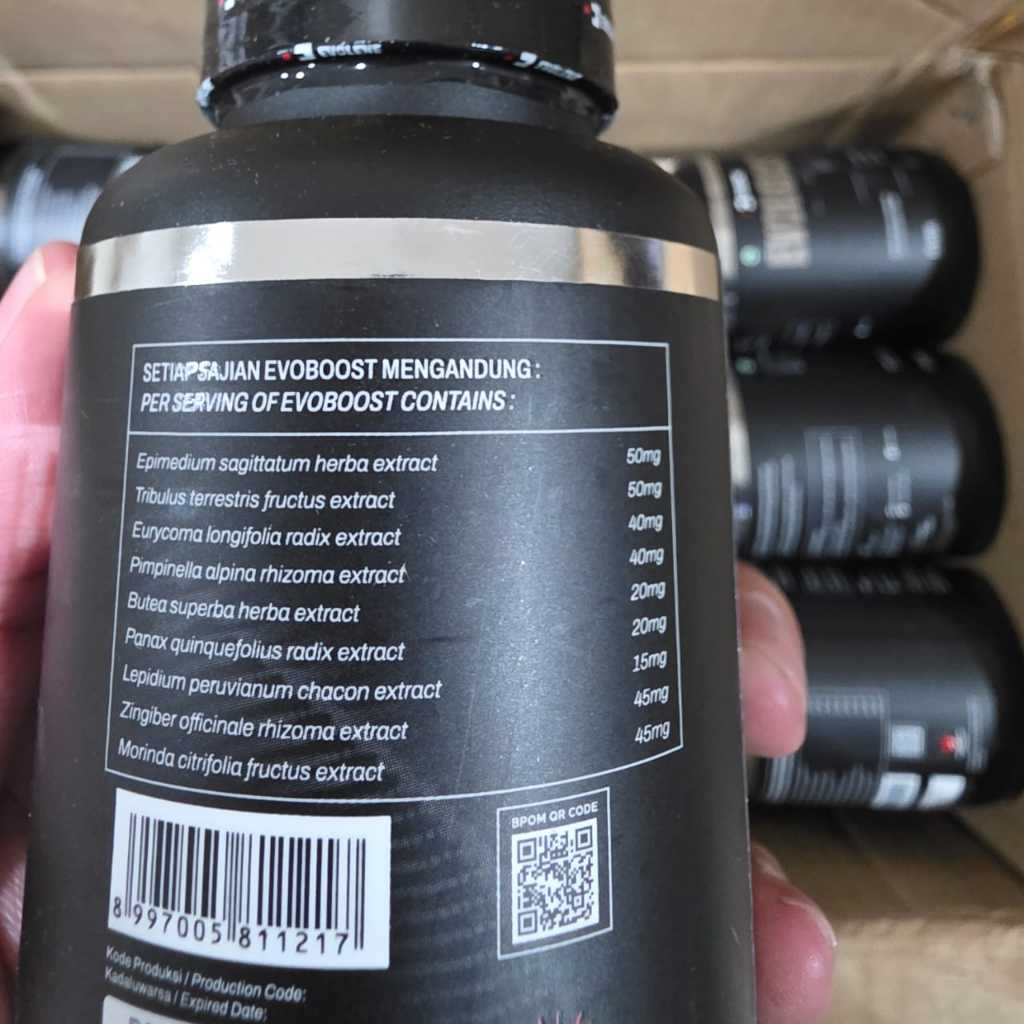 EVOLENE
SETIAP SAJIAN EVOBOOST MENGANDUNG :
PER SERVING OF EVOBOOST CONTAINS :
Epimedium sagittatum herba extract 50mg
Tribulus terrestris fructus extract 50mg
Eurycoma longifolia radix extract 40mg
Pimpinella alpina rhizoma extract 40mg
Butea superba herba extract 20mg
Panax quinquefolius radix extract 20mg
Lepidium peruvianum chacon extract 15mg
Zingiber officinale rhizoma extract 45mg
Morinda citrifolia fructus extract 45mg
BPOM QR CODE
8 997005 811217
Kode Produksi / Production Code:
Kadaluwarsa / Expired Date: